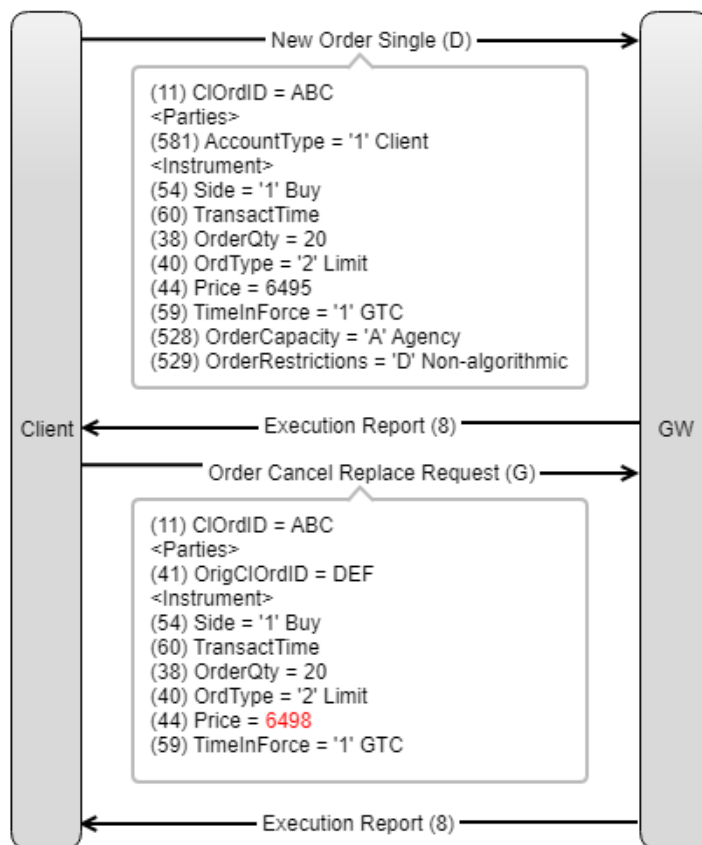 New Order Single (D)
(11) ClOrdID = ABC
<Parties>
(581) AccountType = '1' Client
<Instrument>
(54) Side = '1' Buy
(60) TransactTime
(38) OrderQty = 20
(40) OrdType = '2' Limit
(44) Price = 6495
(59) TimeInForce = '1' GTC
(528) OrderCapacity = 'A' Agency
(529) OrderRestrictions = 'D' Non-algorithmic
Client
Execution Report (8)
GW
Order Cancel Replace Request (G)
(11) ClOrdID = ABC
<Parties>
(41) OrigClOrdID = DEF
<Instrument>
(54) Side = '1' Buy
(60) TransactTime
(38) OrderQty = 20
(40) OrdType = '2' Limit
(44) Price = 6498
(59) TimeInForce = '1' GTC
Execution Report (8)